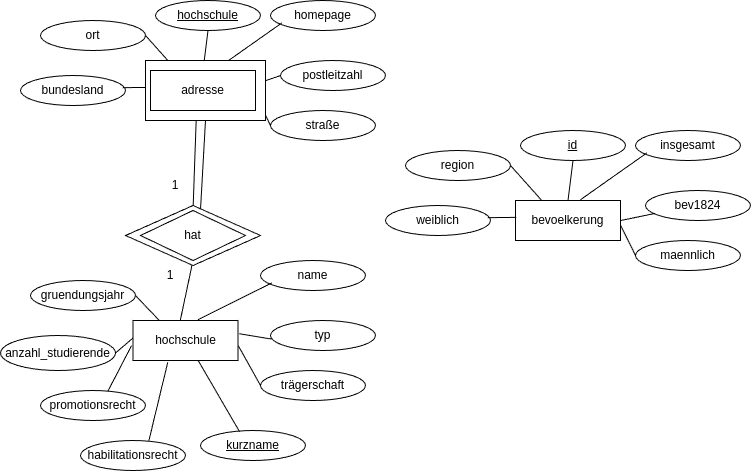 hochschule
homepage
ort
postleitzahl
bundesland
adresse
straße
id
insgesamt
region
bev1824
weiblich
bevoelkerung
maennlich
1
hat
1
name
gruendungsjahr
typ
hochschule
anzahl_studierende
trägerschaft
promotionsrecht
kurzname
habilitationsrecht